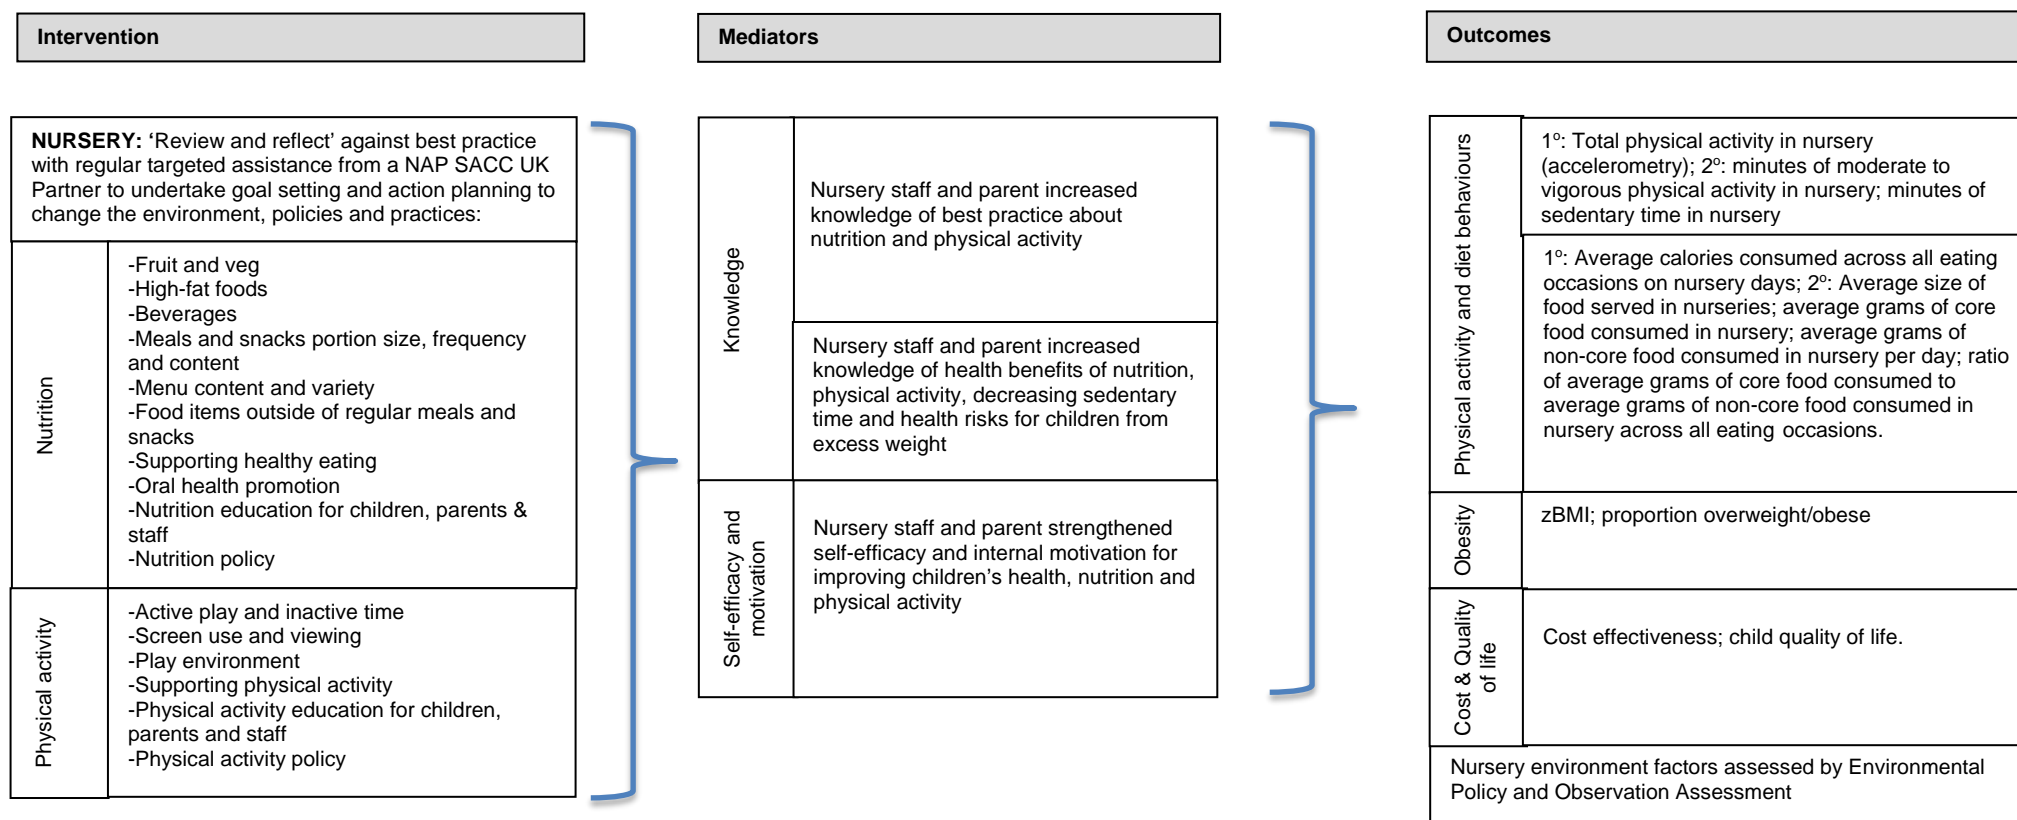 Intervention
NURSERY: ‘Review and reflect’ against best practice
with regular targeted assistance from a NAP SACC UK
Partner to undertake goal setting and action planning to
change the environment, policies and practices:
Nutrition
-Fruit and veg
-High-fat foods
-Beverages
-Meals and snacks portion size, frequency
and content
-Menu content and variety
-Food items outside of regular meals and
snacks
-Supporting healthy eating
-Oral health promotion
-Nutrition education for children, parents &
staff
-Nutrition policy
Physical activity
-Active play and inactive time
-Screen use and viewing
-Play environment
-Supporting physical activity
-Physical activity education for children,
parents and staff
-Physical activity policy
Mediators
Knowledge
Nursery staff and parent increased
knowledge of best practice about
nutrition and physical activity
Nursery staff and parent increased
knowledge of health benefits of nutrition,
physical activity, decreasing sedentary
time and health risks for children from
excess weight
Self-efficacy and
motivation
Nursery staff and parent strengthened
self-efficacy and internal motivation for
improving children’s health, nutrition and
physical activity
Outcomes
Physical activity and diet behaviours
1º: Total physical activity in nursery
(accelerometry); 2º: minutes of moderate to
vigorous physical activity in nursery; minutes of
sedentary time in nursery
1º: Average calories consumed across all eating
occasions on nursery days; 2º: Average size of
food served in nurseries; average grams of core
food consumed in nursery; average grams of
non-core food consumed in nursery per day; ratio
of average grams of core food consumed to
average grams of non-core food consumed in
nursery across all eating occasions.
Obesity
zBMI; proportion overweight/obese
Cost & Quality
of life
Cost effectiveness; child quality of life.
Nursery environment factors assessed by Environmental
Policy and Observation Assessment